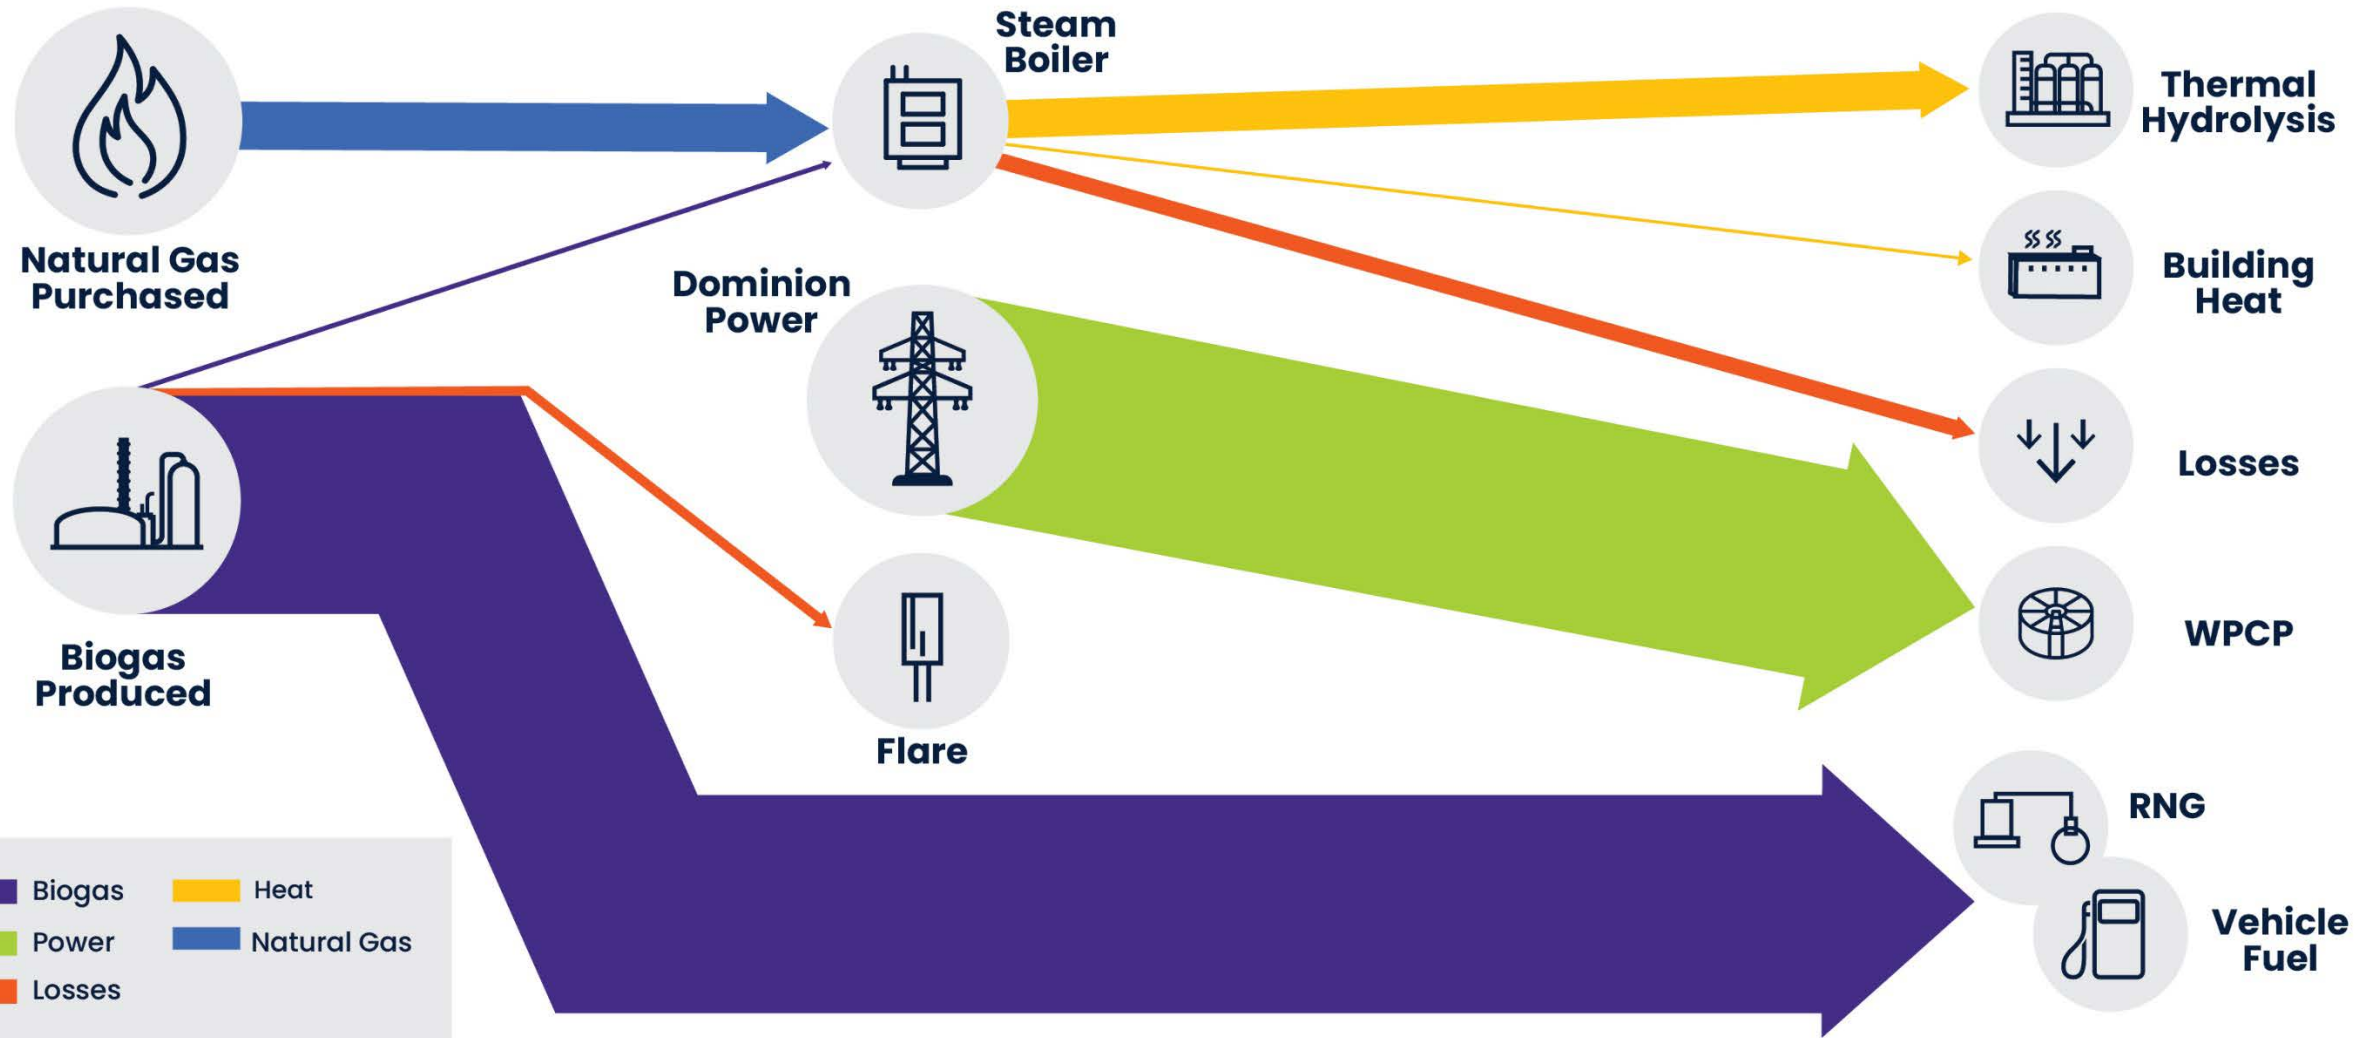 Steam
Boiler
Thermal
Hydrolysis
Natural Gas
Purchased
Dominion
Power
Building
Heat
Losses
WPCP
Biogas
Produced
Flare
RNG
Vehicle
Fuel
Biogas
Heat
Power
Natural Gas
Losses